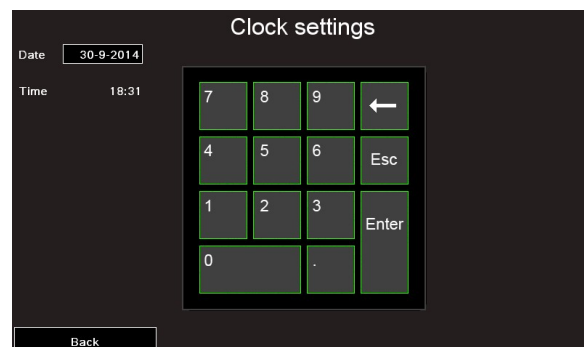 Clock settings
Date 30-9-2014
Time 18:31
7 8 9 ←
4 5 6 Esc
1 2 3 Enter
0 .
Back